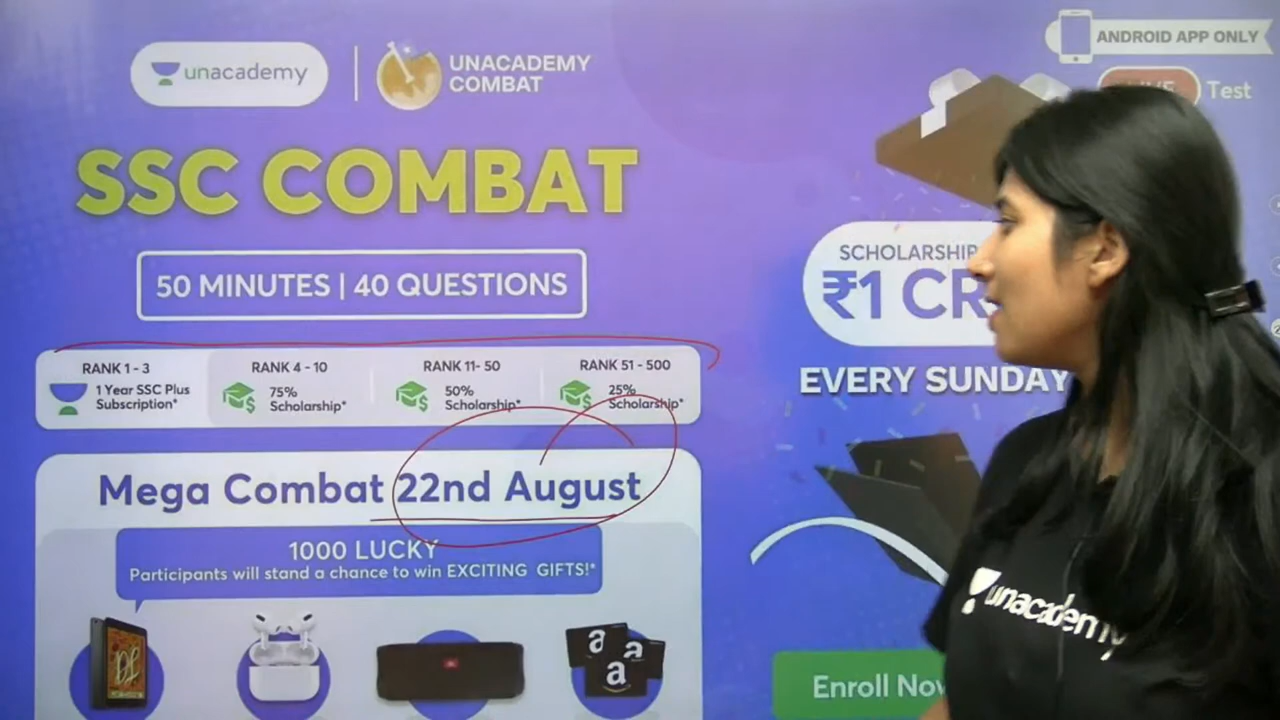 unacademy
UNACADEMY
COMBAT
ANDROID APP ONLY
Test
SSC COMBAT
50 MINUTES | 40 QUESTIONS
SCHOLARSHIP
₹1 CR
EVERY SUNDAY
RANK 1 - 3
1 Year SSC Plus
Subscription*
RANK 4 - 10
75%
Scholarship*
RANK 11- 50
50%
Scholarship*
RANK 51 - 500
25%
Scholarship*
Mega Combat 22nd August
1000 LUCKY
Participants will stand a chance to win EXCITING GIFTS!*
a
a
a
unacademy
Enroll Now